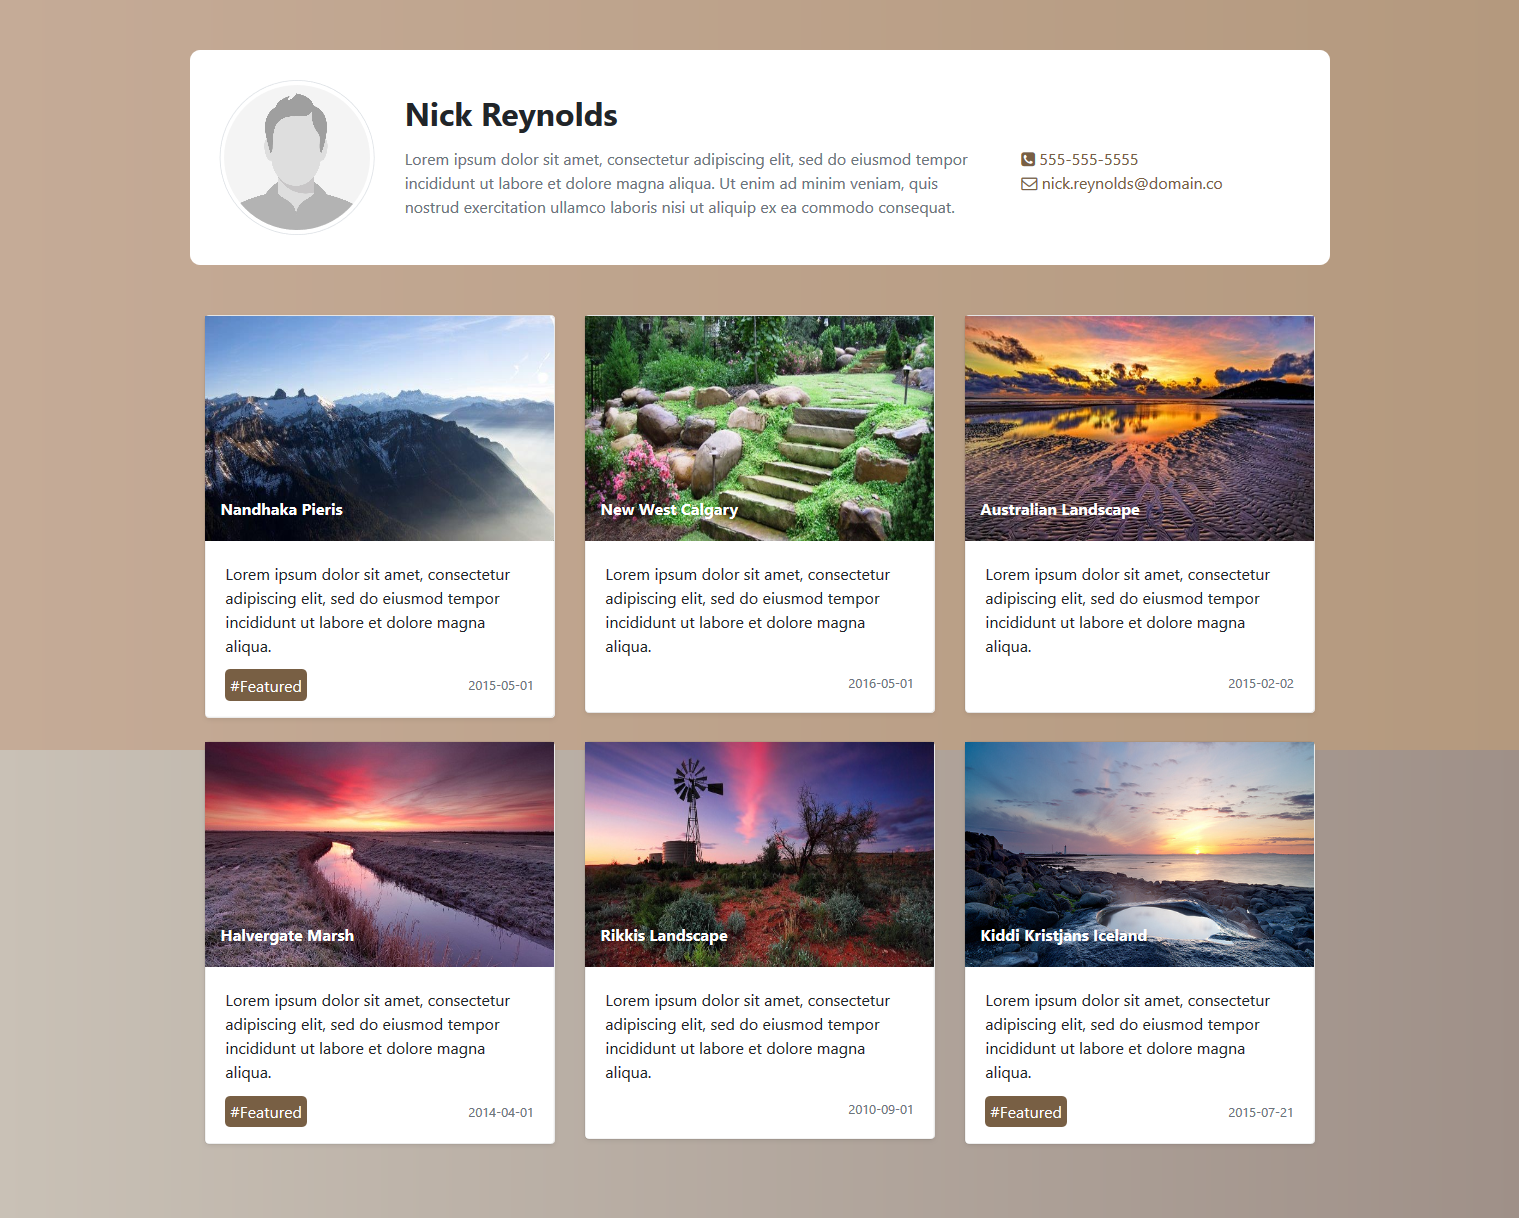 Nick Reynolds
Lorem ipsum dolor sit amet, consectetur adipiscing elit, sed do eiusmod tempor
incididunt ut labore et dolore magna aliqua. Ut enim ad minim veniam, quis
nostrud exercitation ullamco laboris nisi ut aliquip ex ea commodo consequat.
555-555-5555
nick.reynolds@domain.co
Nandhaka Pieris
Lorem ipsum dolor sit amet, consectetur
adipiscing elit, sed do eiusmod tempor
incididunt ut labore et dolore magna
aliqua.
#Featured
2015-05-01
New West Calgary
Lorem ipsum dolor sit amet, consectetur
adipiscing elit, sed do eiusmod tempor
incididunt ut labore et dolore magna
aliqua.
2016-05-01
Australian Landscape
Lorem ipsum dolor sit amet, consectetur
adipiscing elit, sed do eiusmod tempor
incididunt ut labore et dolore magna
aliqua.
2015-02-02
Halvergate Marsh
Lorem ipsum dolor sit amet, consectetur
adipiscing elit, sed do eiusmod tempor
incididunt ut labore et dolore magna
aliqua.
#Featured
2014-04-01
Rikkis Landscape
Lorem ipsum dolor sit amet, consectetur
adipiscing elit, sed do eiusmod tempor
incididunt ut labore et dolore magna
aliqua.
2010-09-01
Kiddi Kristjans Iceland
Lorem ipsum dolor sit amet, consectetur
adipiscing elit, sed do eiusmod tempor
incididunt ut labore et dolore magna
aliqua.
#Featured
2015-07-21